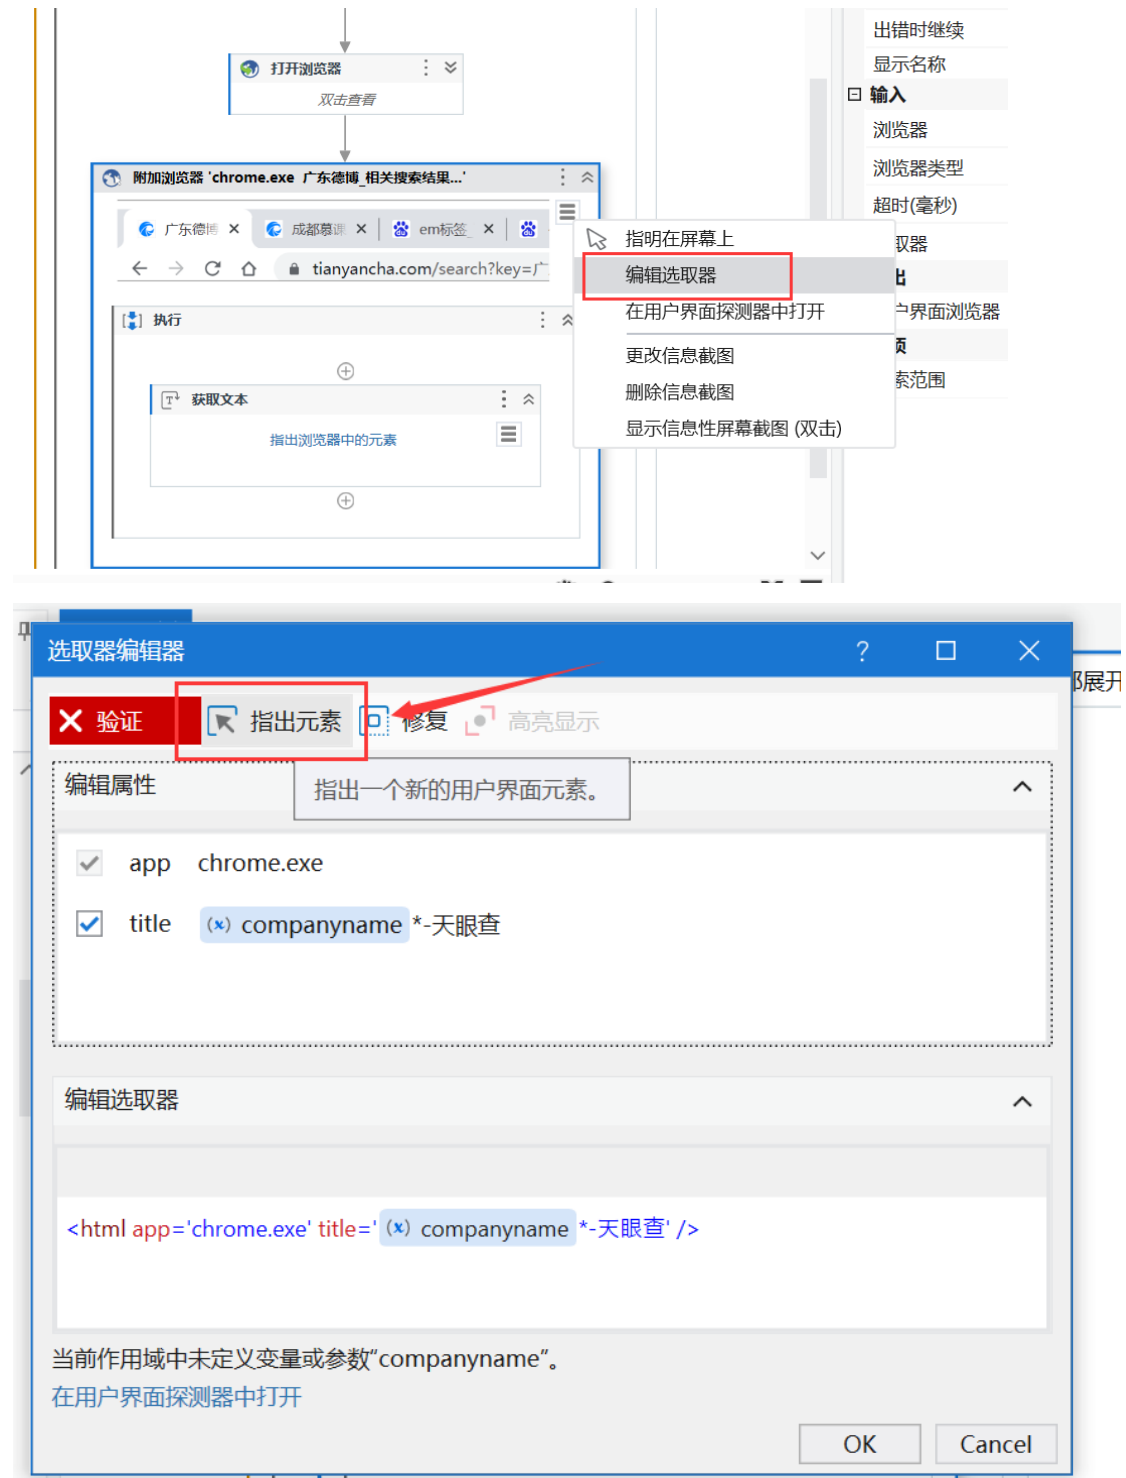 出错时继续
显示名称
打开浏览器
双击查看
输入
浏览器
浏览器类型
超时(毫秒)
附加浏览器 'chrome.exe 广东德博_相关搜索结果...'
广东德博
成都慕课
em标签_
tianyancha.com/search?key=广
指明在屏幕上
取器
编辑选取器
出
在用户界面探测器中打开
户界面浏览器
执行
项
更改信息截图
索范围
删除信息截图
获取文本
显示信息性屏幕截图 (双击)
指出浏览器中的元素
选取器编辑器
部展开
验证
指出元素
修复
高亮显示
编辑属性
指出一个新的用户界面元素。
app chrome.exe
title (x) companyname *-天眼查
编辑选取器
<html app='chrome.exe' title=' (x) companyname *-天眼查' />
当前作用域中未定义变量或参数“companyname”。
在用户界面探测器中打开
OK Cancel